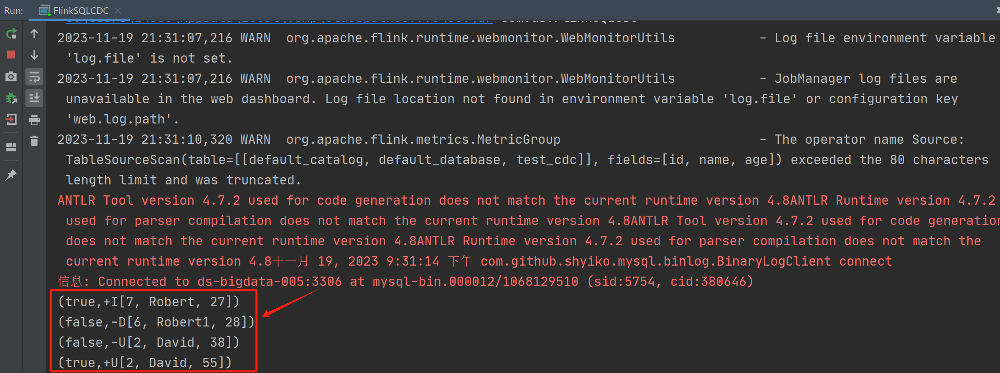 Run: FlinkSQLCDC
2023-11-19 21:31:07,216 WARN  org.apache.flink.runtime.webmonitor.WebMonitorUtils           - Log file environment variable
'log.file' is not set.
2023-11-19 21:31:07,216 WARN  org.apache.flink.runtime.webmonitor.WebMonitorUtils           - JobManager log files are
unavailable in the web dashboard. Log file location not found in environment variable 'log.file' or configuration key
'web.log.path'.
2023-11-19 21:31:10,320 WARN  org.apache.flink.metrics.MetricGroup                          - The operator name Source:
TableSourceScan(table=[[default_catalog, default_database, test_cdc]], fields=[id, name, age]) exceeded the 80 characters
length limit and was truncated.
ANTLR Tool version 4.7.2 used for code generation does not match the current runtime version 4.8ANTLR Runtime version 4.7.2
used for parser compilation does not match the current runtime version 4.8ANTLR Tool version 4.7.2 used for code generation
does not match the current runtime version 4.8ANTLR Runtime version 4.7.2 used for parser compilation does not match the
current runtime version 4.8十一月 19, 2023 9:31:14 下午 com.github.shyiko.mysql.binlog.BinaryLogClient connect
信息: Connected to ds-bigdata-005:3306 at mysql-bin.000012/1068129510 (sid:5754, cid:380646)
(true,+I[7, Robert, 27])
(false,-D[6, Robert1, 28])
(false,-U[2, David, 38])
(true,+U[2, David, 55])